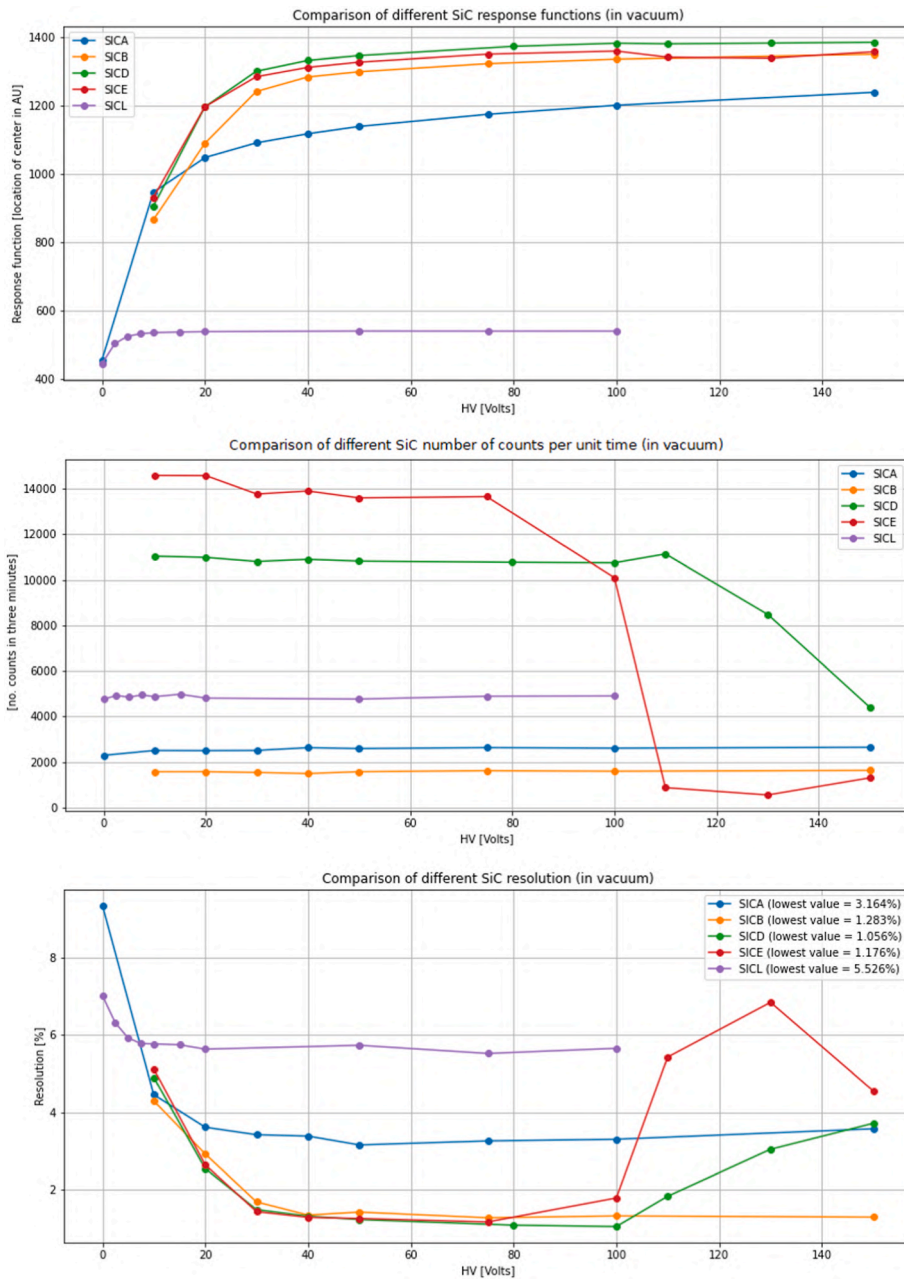 Comparison of different SiC response functions (in vacuum)
1400
1200
1000
800
600
400
Response function [location of center in AU]
SICA
SICB
SICD
SICE
SICL
0 20 40 60 80 100 120 140
HV [Volts]
Comparison of different SiC number of counts per unit time (in vacuum)
14000
12000
10000
8000
6000
4000
2000
0
[no. counts in three minutes]
SICA
SICB
SICD
SICE
SICL
0 20 40 60 80 100 120 140
HV [Volts]
Comparison of different SiC resolution (in vacuum)
8
6
4
2
Resolution [%]
SICA (lowest value = 3.164%)
SICB (lowest value = 1.283%)
SICD (lowest value = 1.056%)
SICE (lowest value = 1.176%)
SICL (lowest value = 5.526%)
0 20 40 60 80 100 120 140
HV [Volts]